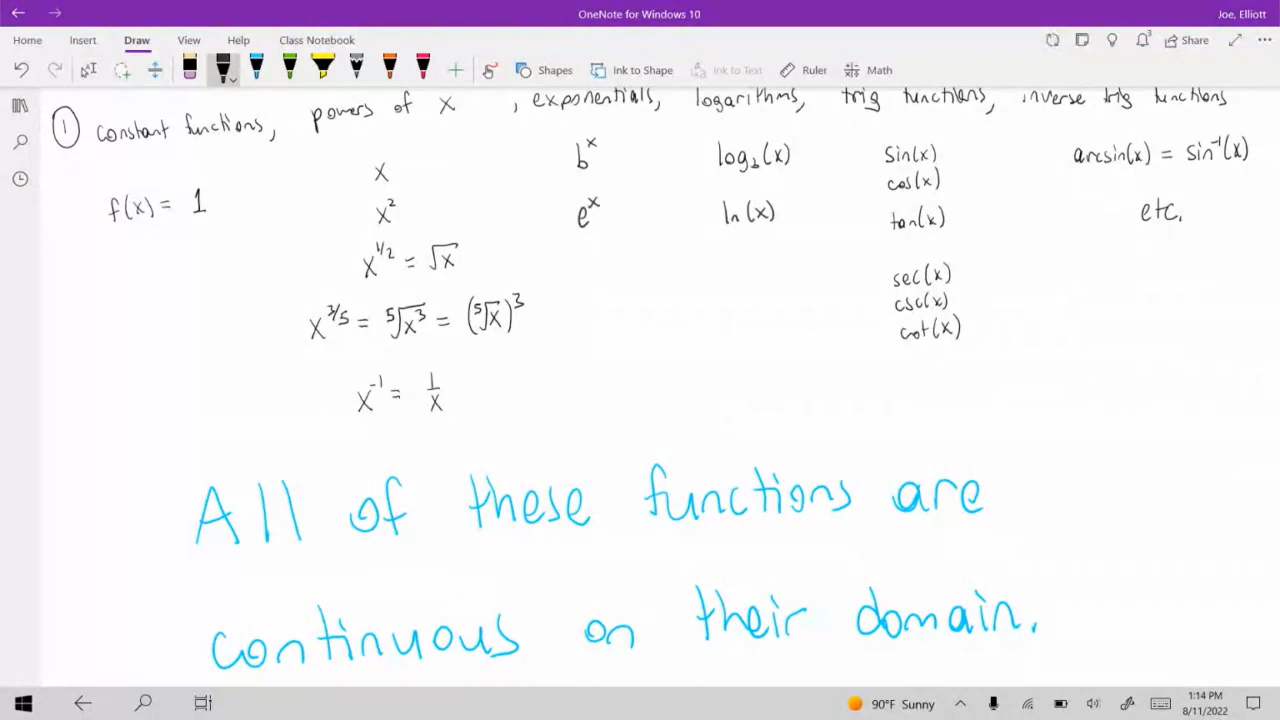 OneNote for Windows 10
Joe, Elliott
Home Insert Draw View Help Class Notebook
Share
Shapes Ink to Shape Ink to Text Ruler Math
① constant functions, powers of x, exponentials, logarithms, trig functions, inverse trig functions
f(x) = 1
x
x²
x^{1/2} = √x
x^{3/5} = ⁵√x³ = (⁵√x)³
x⁻¹ = 1/x
b^x
e^x
log_b(x)
ln(x)
sin(x)
cos(x)
tan(x)
sec(x)
csc(x)
cot(x)
arcsin(x) = sin⁻¹(x)
etc.
All of these functions are
continuous on their domain.
90°F Sunny
1:14 PM
8/11/2022